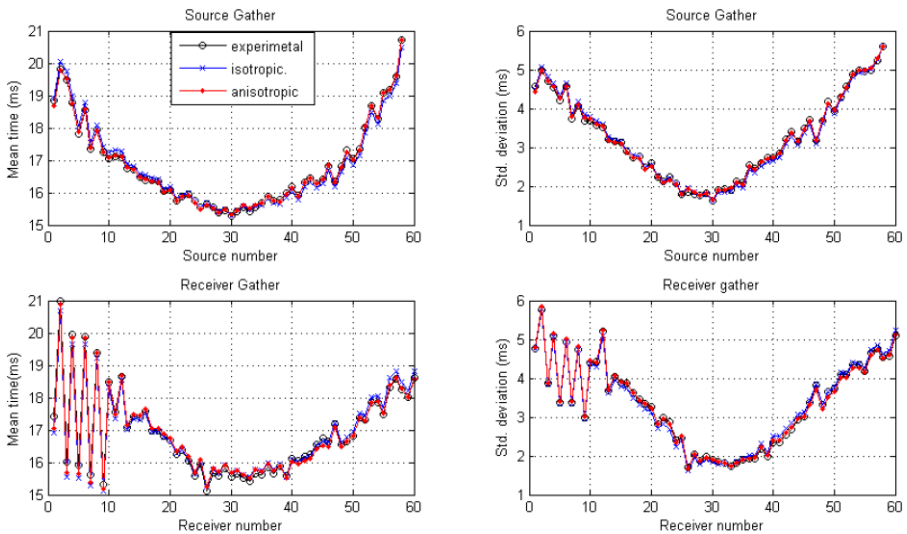 Source Gather
21
20
19
18
17
16
15
Mean time (ms)
0 10 20 30 40 50 60
Source number
experimetal
isotropic.
anisotropic
Source Gather
6
5
4
3
2
1
Std. deviation (ms)
0 10 20 30 40 50 60
Source number
Receiver Gather
21
20
19
18
17
16
15
Mean time(ms)
0 10 20 30 40 50 60
Receiver number
Receiver gather
6
5
4
3
2
1
Std. deviation(ms)
0 10 20 30 40 50 60
Receiver number